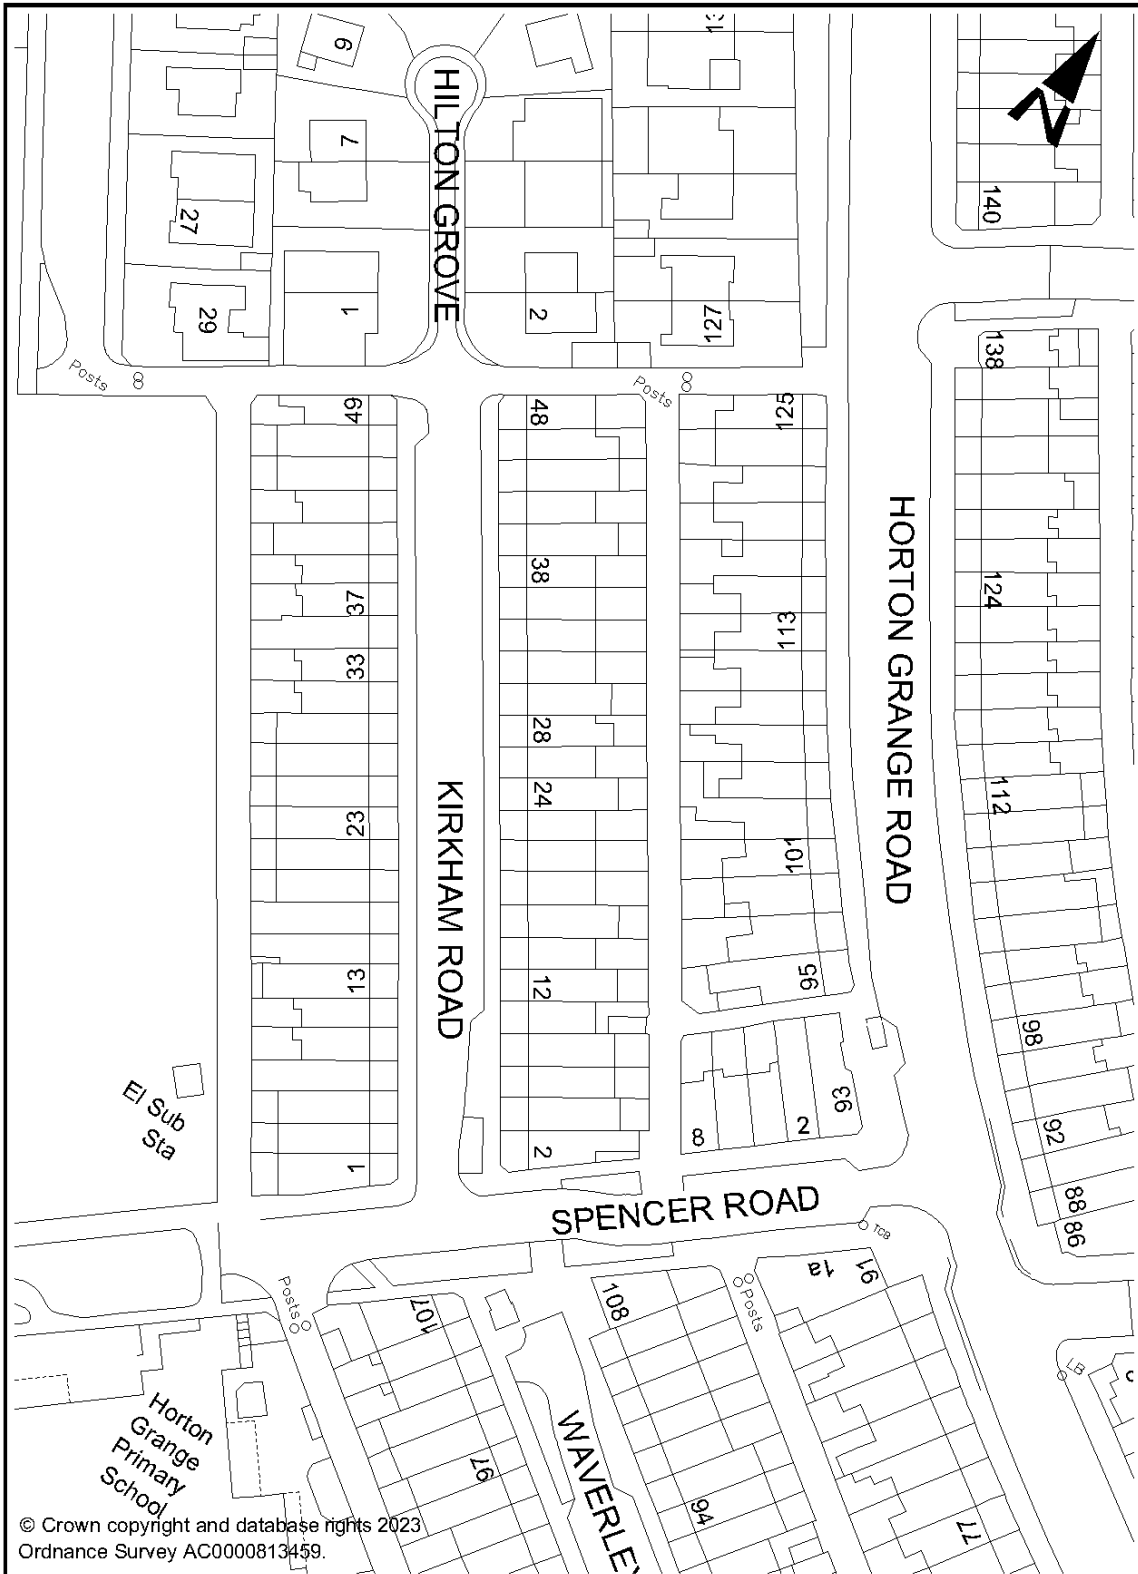 9
HILTON GROVE
7
27
29
1
2
127
N
140
138
Posts
Posts
49
48
125
38
37
33
28
24
23
13
12
1
2
KIRKHAM ROAD
HORTON GRANGE ROAD
113
101
95
93
8
2
124
112
98
92
88
86
El Sub
Sta
SPENCER ROAD
TCB
1a
91
Posts
Posts
107
108
97
94
77
LB
WAVERLEY
Horton
Grange
Primary
School
© Crown copyright and database rights 2023
Ordnance Survey AC0000813459.